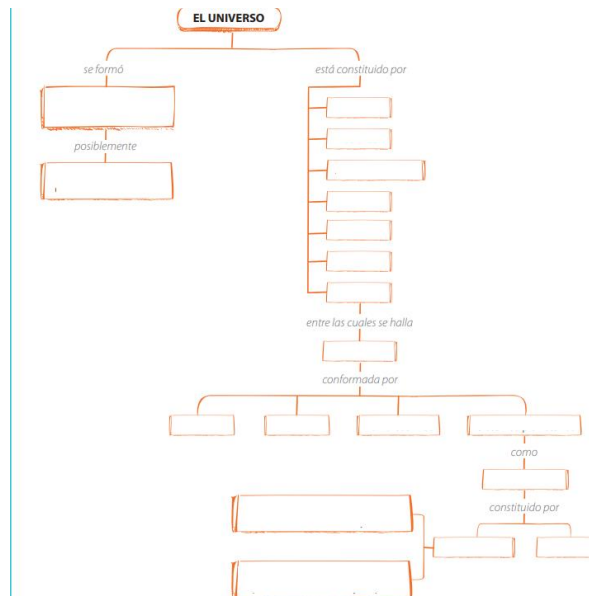 EL UNIVERSO
se formó
está constituido por
posiblemente
entre las cuales se halla
conformada por
como
constituido por